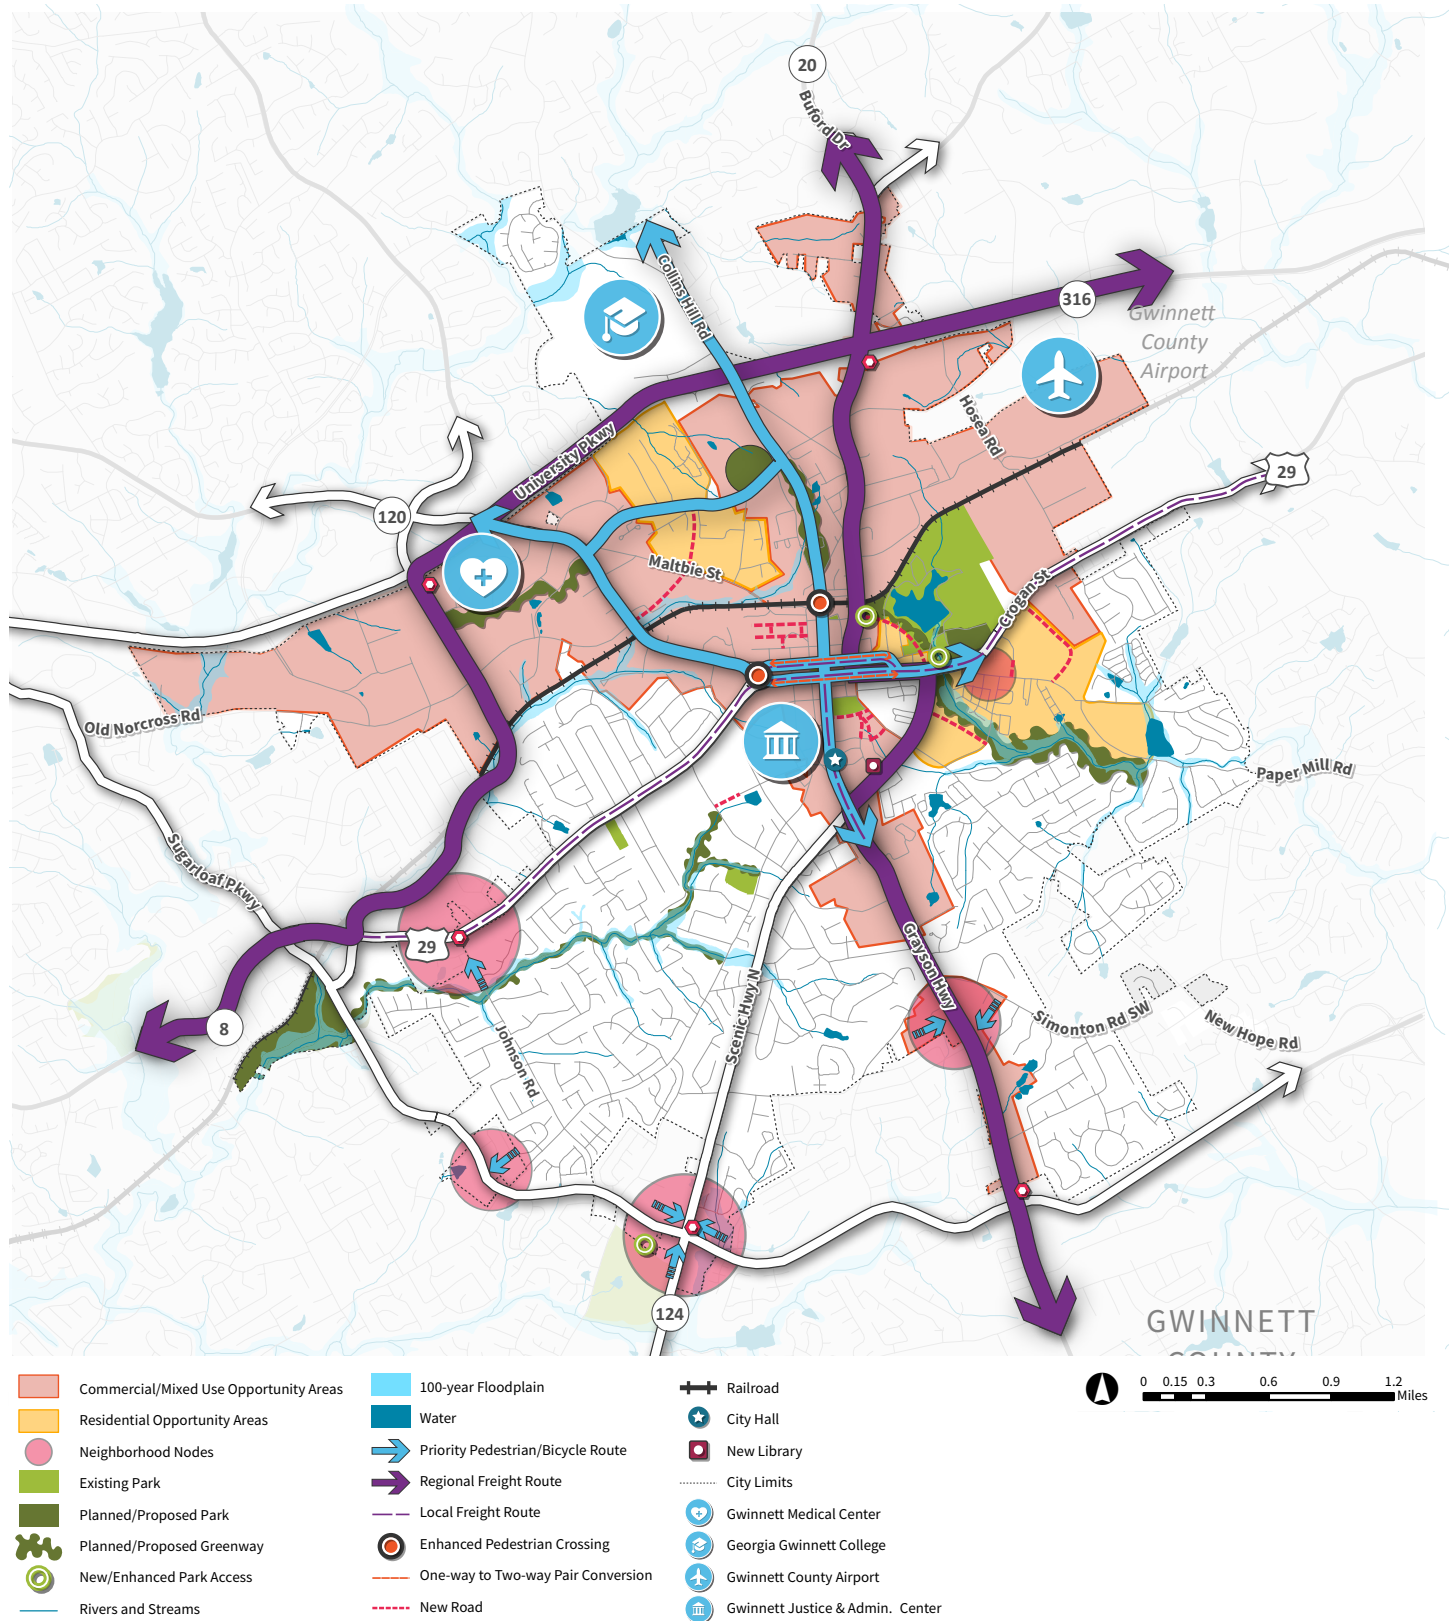 20
Buford Dr
Collins Hill Rd
316
Gwinnett
County
Airport
Hosea Rd
University Pkwy
29
120
Maltbie St
Grogan St
Old Norcross Rd
Paper Mill Rd
Sugarloaf Pkwy
29
Grayson Hwy
Scenic Hwy N
8
Simonton Rd SW
New Hope Rd
Johnson Rd
124
GWINNETT
COUNTY
Commercial/Mixed Use Opportunity Areas
Residential Opportunity Areas
Neighborhood Nodes
Existing Park
Planned/Proposed Park
Planned/Proposed Greenway
New/Enhanced Park Access
Rivers and Streams
100-year Floodplain
Water
Priority Pedestrian/Bicycle Route
Regional Freight Route
Local Freight Route
Enhanced Pedestrian Crossing
One-way to Two-way Pair Conversion
New Road
Railroad
City Hall
New Library
City Limits
Gwinnett Medical Center
Georgia Gwinnett College
Gwinnett County Airport
Gwinnett Justice & Admin. Center
0 0.15 0.3 0.6 0.9 1.2
Miles